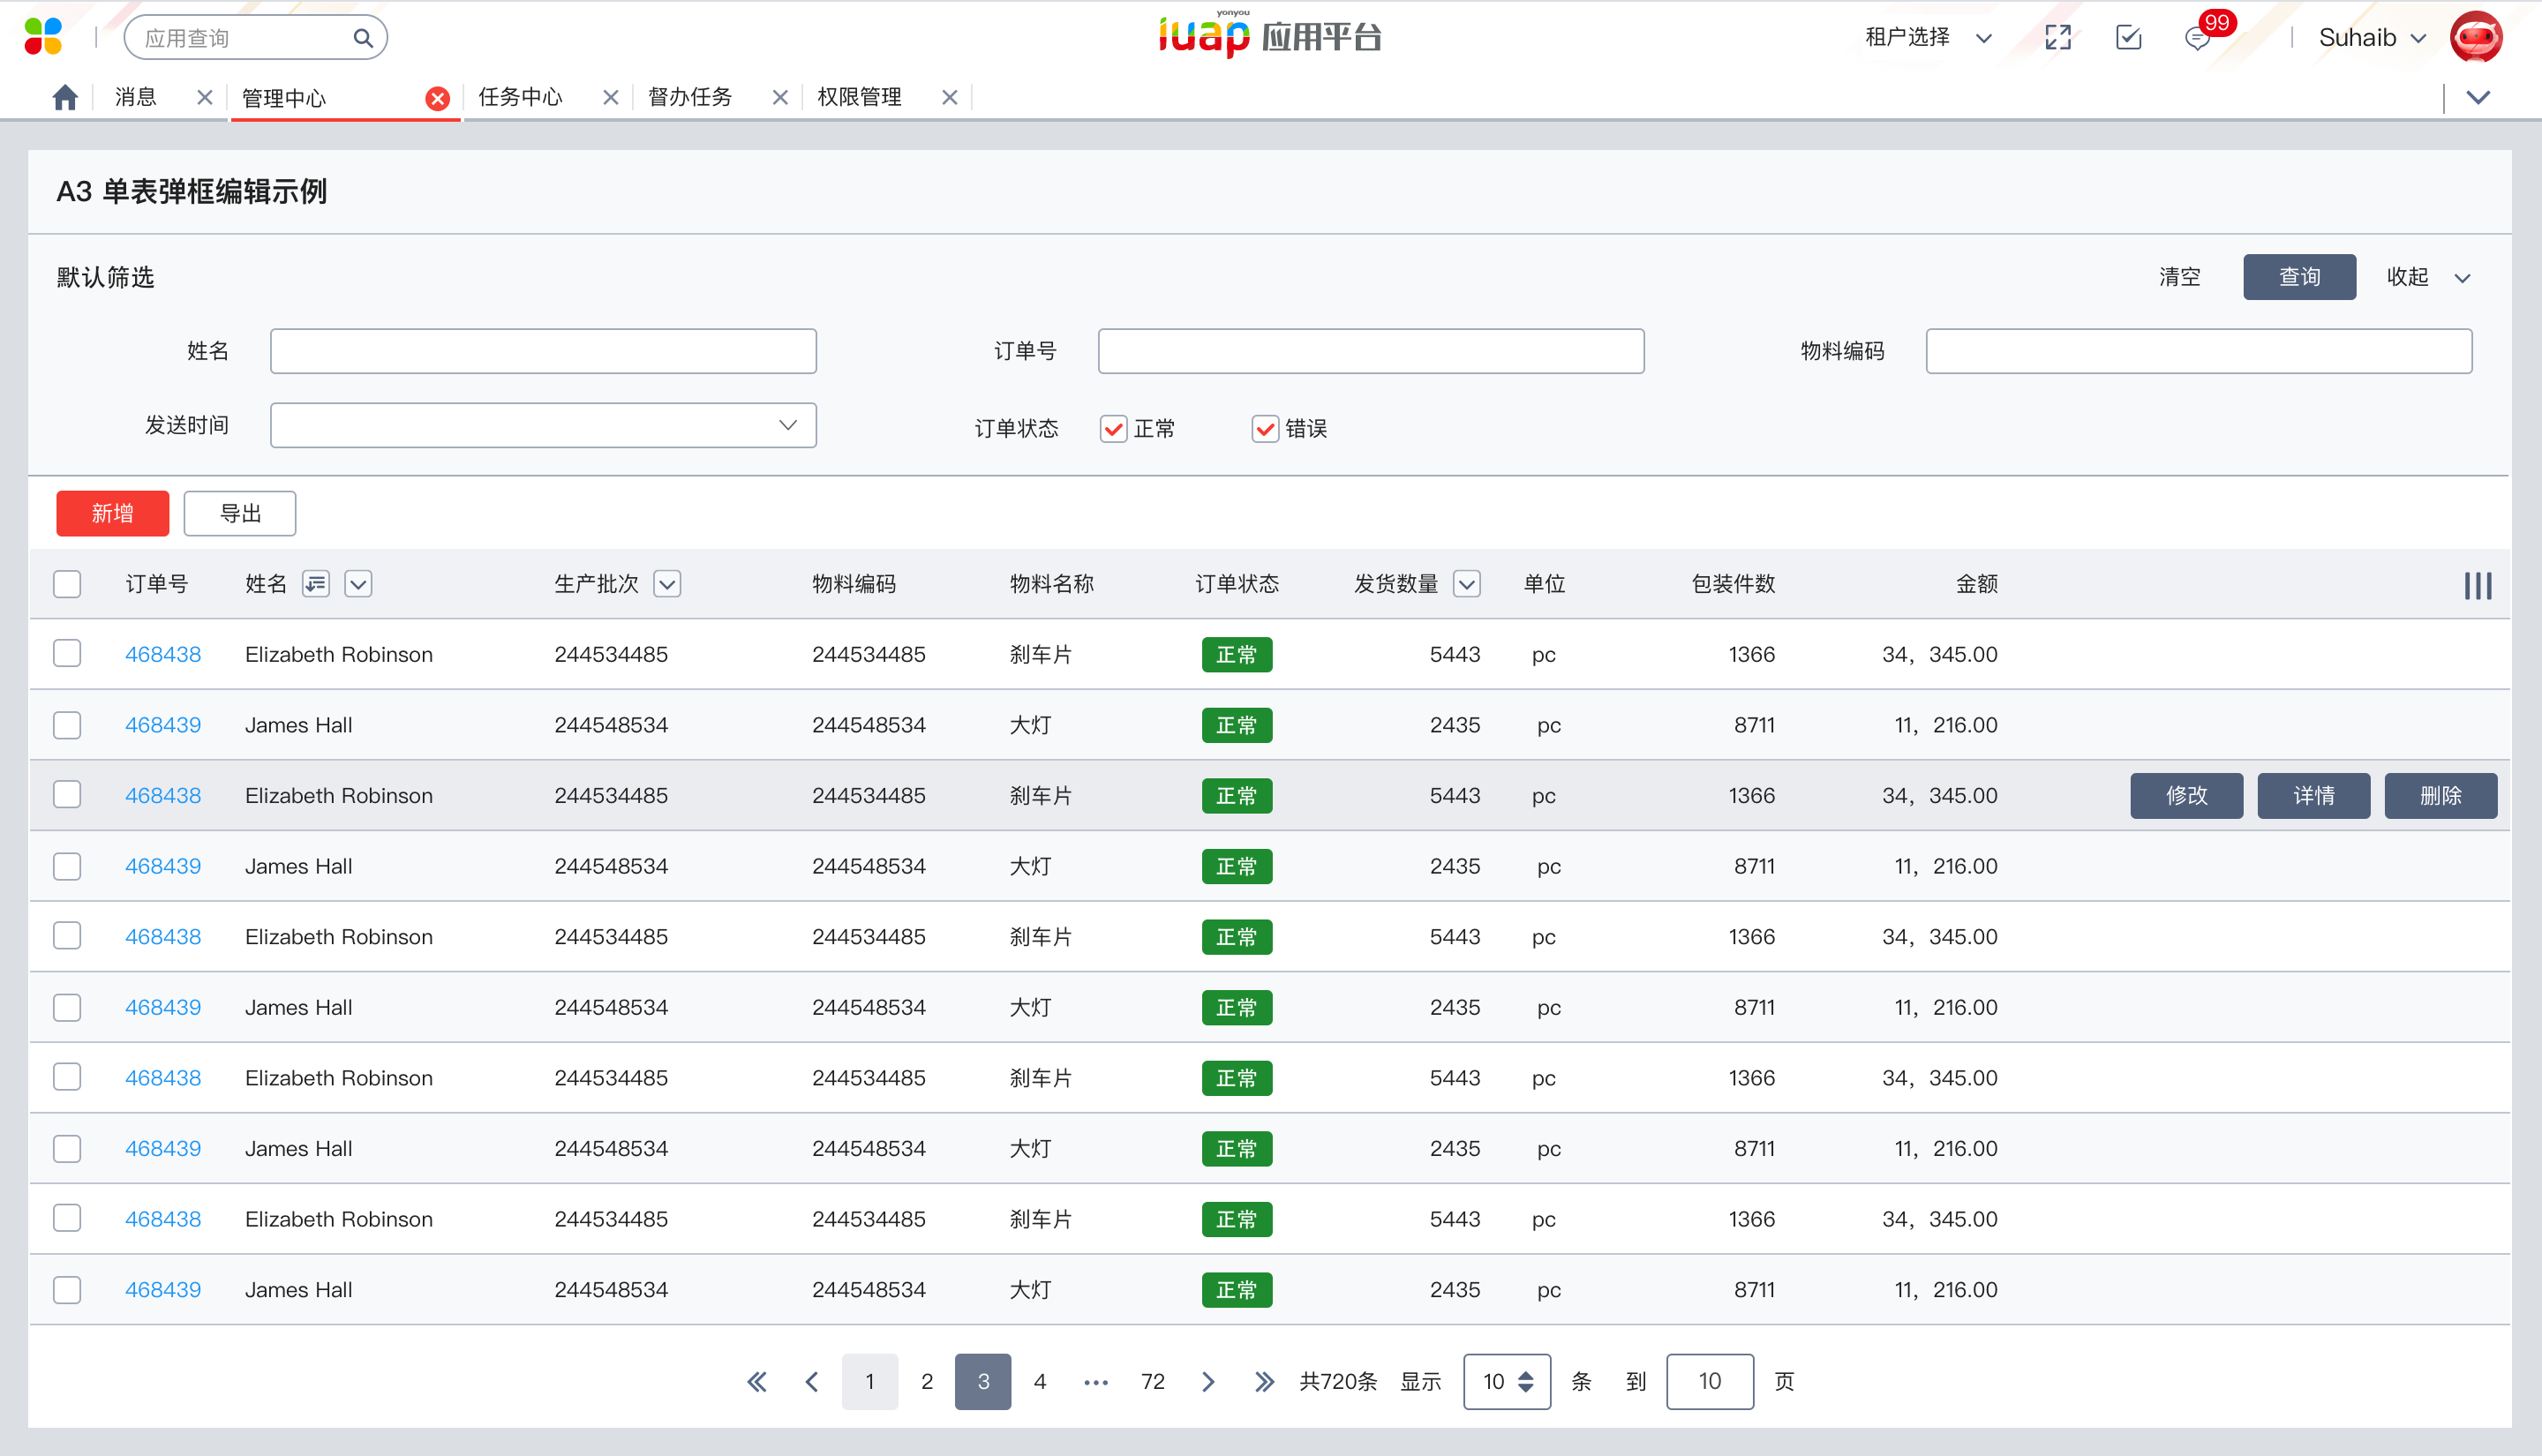 应用查询
yonyou
iuap 应用平台
租户选择
99
Suhaib
消息 管理中心 任务中心 督办任务 权限管理
A3 单表弹框编辑示例
默认筛选 清空 查询 收起
姓名 订单号 物料编码
发送时间 订单状态 正常 错误
新增 导出
订单号 姓名 生产批次 物料编码 物料名称 订单状态 发货数量 单位 包装件数 金额
468438 Elizabeth Robinson 244534485 244534485 刹车片 正常 5443 pc 1366 34，345.00
468439 James Hall 244548534 244548534 大灯 正常 2435 pc 8711 11，216.00
468438 Elizabeth Robinson 244534485 244534485 刹车片 正常 5443 pc 1366 34，345.00 修改 详情 删除
468439 James Hall 244548534 244548534 大灯 正常 2435 pc 8711 11，216.00
468438 Elizabeth Robinson 244534485 244534485 刹车片 正常 5443 pc 1366 34，345.00
468439 James Hall 244548534 244548534 大灯 正常 2435 pc 8711 11，216.00
468438 Elizabeth Robinson 244534485 244534485 刹车片 正常 5443 pc 1366 34，345.00
468439 James Hall 244548534 244548534 大灯 正常 2435 pc 8711 11，216.00
468438 Elizabeth Robinson 244534485 244534485 刹车片 正常 5443 pc 1366 34，345.00
468439 James Hall 244548534 244548534 大灯 正常 2435 pc 8711 11，216.00
1 2 3 4 ••• 72 共720条 显示 10 条 到 10 页